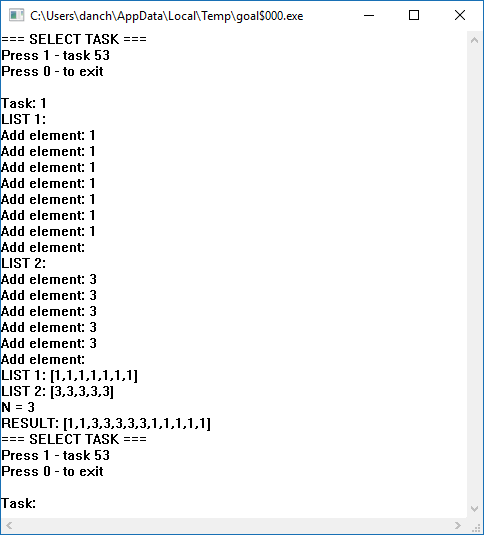 C:\Users\danch\AppData\Local\Temp\goal$000.exe
=== SELECT TASK ===
Press 1 - task 53
Press 0 - to exit
Task: 1
LIST 1:
Add element: 1
Add element: 1
Add element: 1
Add element: 1
Add element: 1
Add element: 1
Add element: 1
Add element:
LIST 2:
Add element: 3
Add element: 3
Add element: 3
Add element: 3
Add element: 3
Add element:
LIST 1: [1,1,1,1,1,1,1]
LIST 2: [3,3,3,3,3]
N = 3
RESULT: [1,1,3,3,3,3,3,1,1,1,1,1]
=== SELECT TASK ===
Press 1 - task 53
Press 0 - to exit
Task: